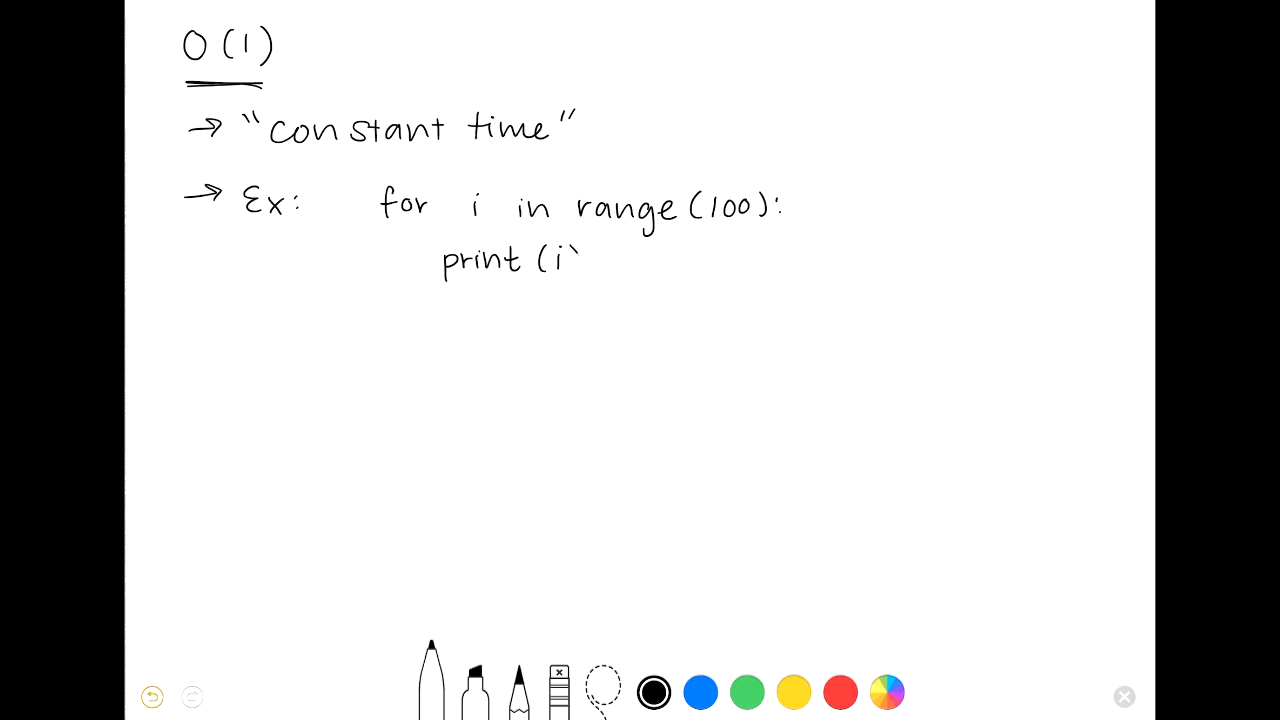 O(1)
→ "constant time"
→ Ex: for i in range(100):
print(i